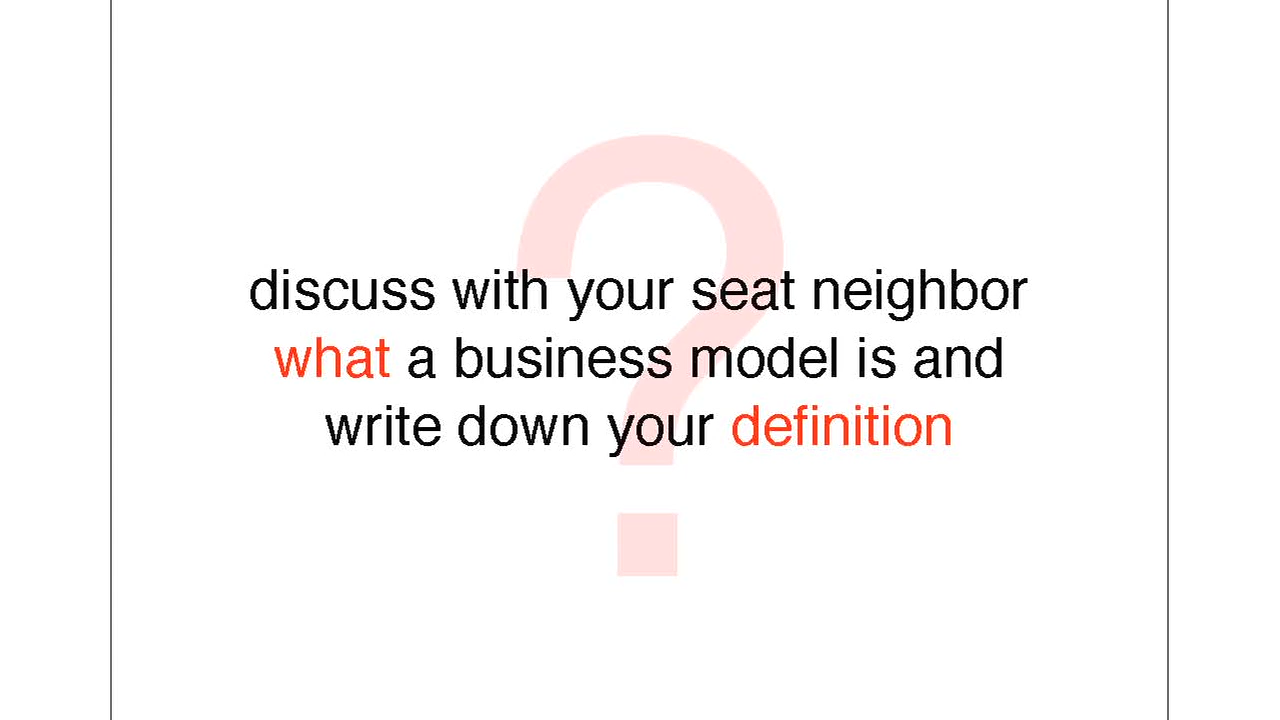 discuss with your seat neighbor
what a business model is and
write down your definition
?